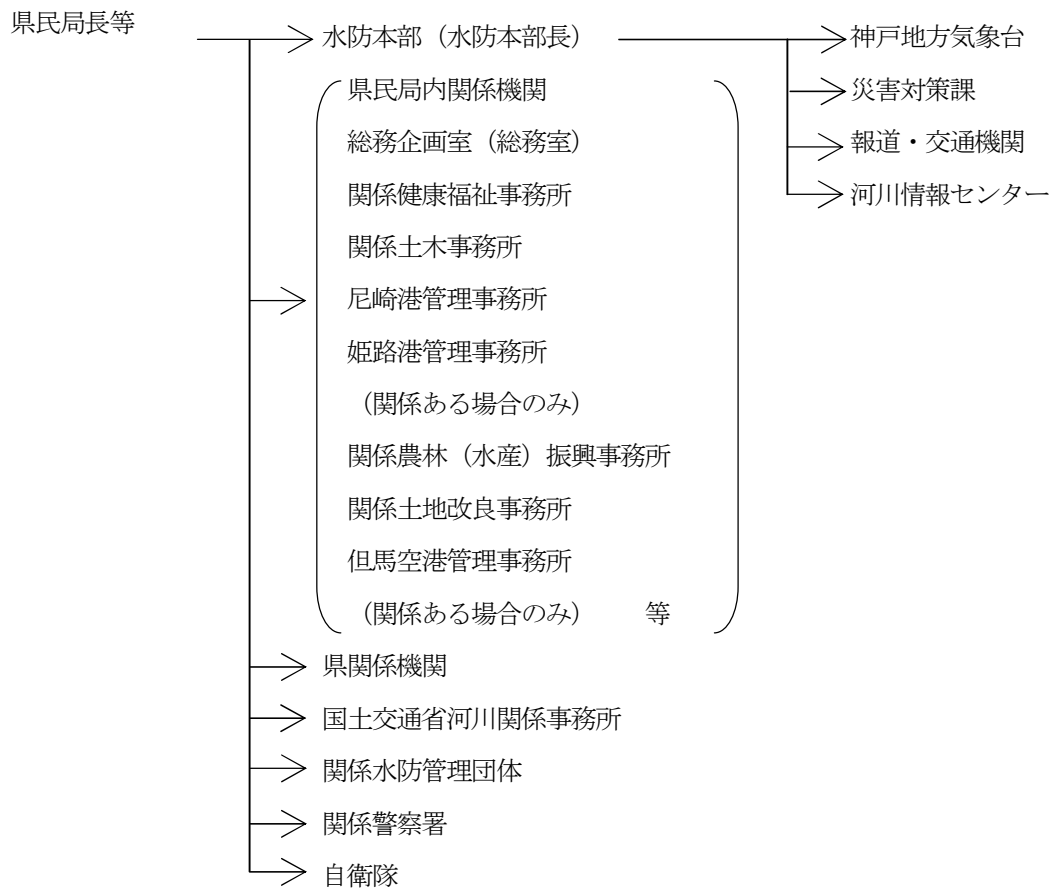 県民局長等
水防本部（水防本部長）
神戸地方気象台
災害対策課
報道・交通機関
河川情報センター
県民局内関係機関
総務企画室（総務室）
関係健康福祉事務所
関係土木事務所
尼崎港管理事務所
姫路港管理事務所
（関係ある場合のみ）
関係農林（水産）振興事務所
関係土地改良事務所
但馬空港管理事務所
（関係ある場合のみ） 等
県関係機関
国土交通省河川関係事務所
関係水防管理団体
関係警察署
自衛隊